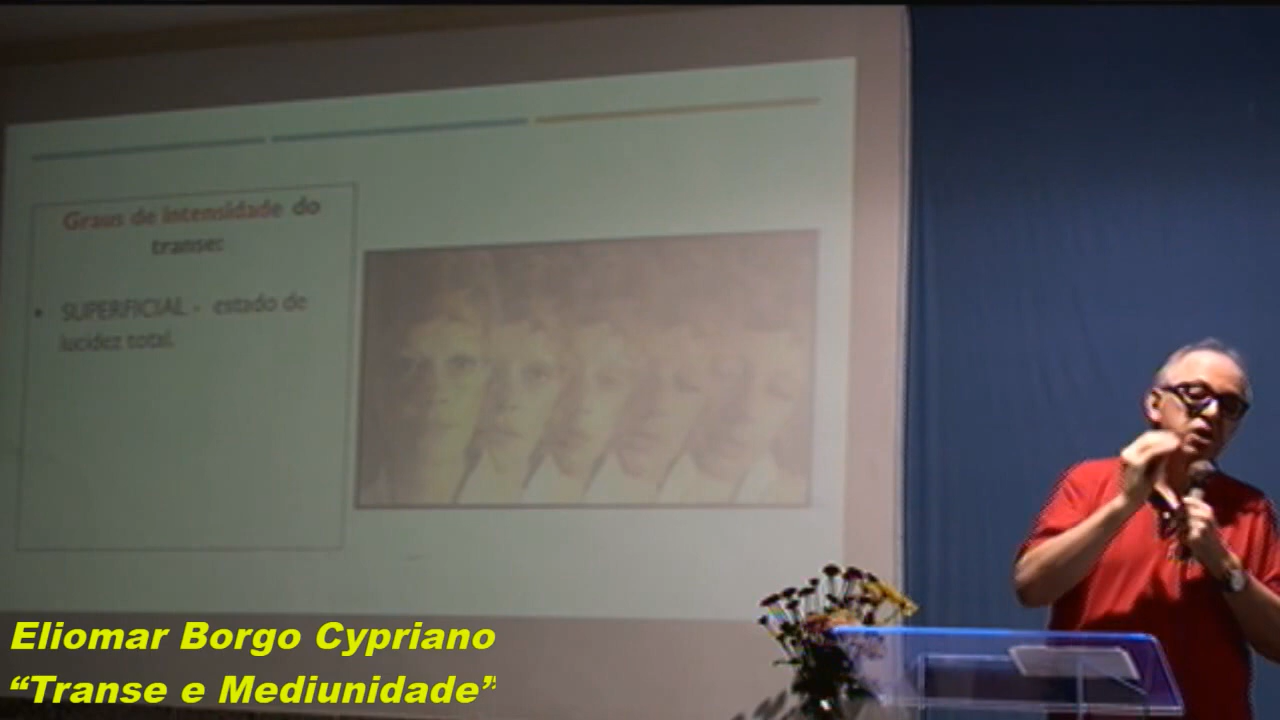 Graus de intensidade do
transe:
• SUPERFICIAL - estado de
lucidez total.
Eliomar Borgo Cypriano
“Transe e Mediunidade”